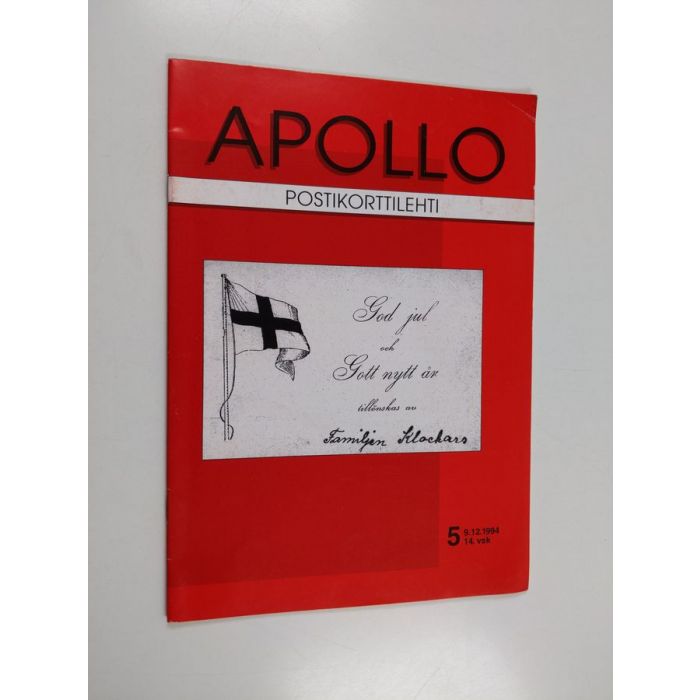 APOLLO
POSTIKORTTILEHTI
God jul
och
Gott nytt år
tillönskas av
Familjen Klockars
5 9.12.1994
14. vsk